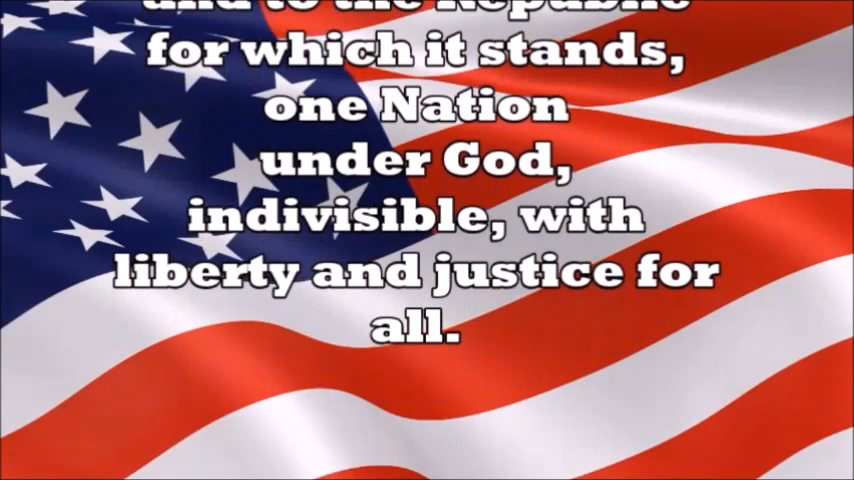 and to the Republic
for which it stands,
one Nation
under God,
indivisible, with
liberty and justice for
all.